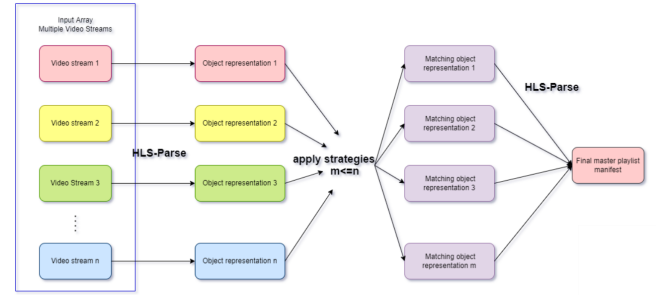 Input Array
Multiple Video Streams
Video stream 1
Object representation 1
Matching object
representation 1
HLS-Parse
Video stream 2
Object representation 2
Matching object
representation 2
HLS-Parse
apply strategies
m<=n
Final master playlist
manifest
Video Stream 3
Object representation 3
Matching object
representation 3
Video stream n
Object representation n
Matching object
representation m